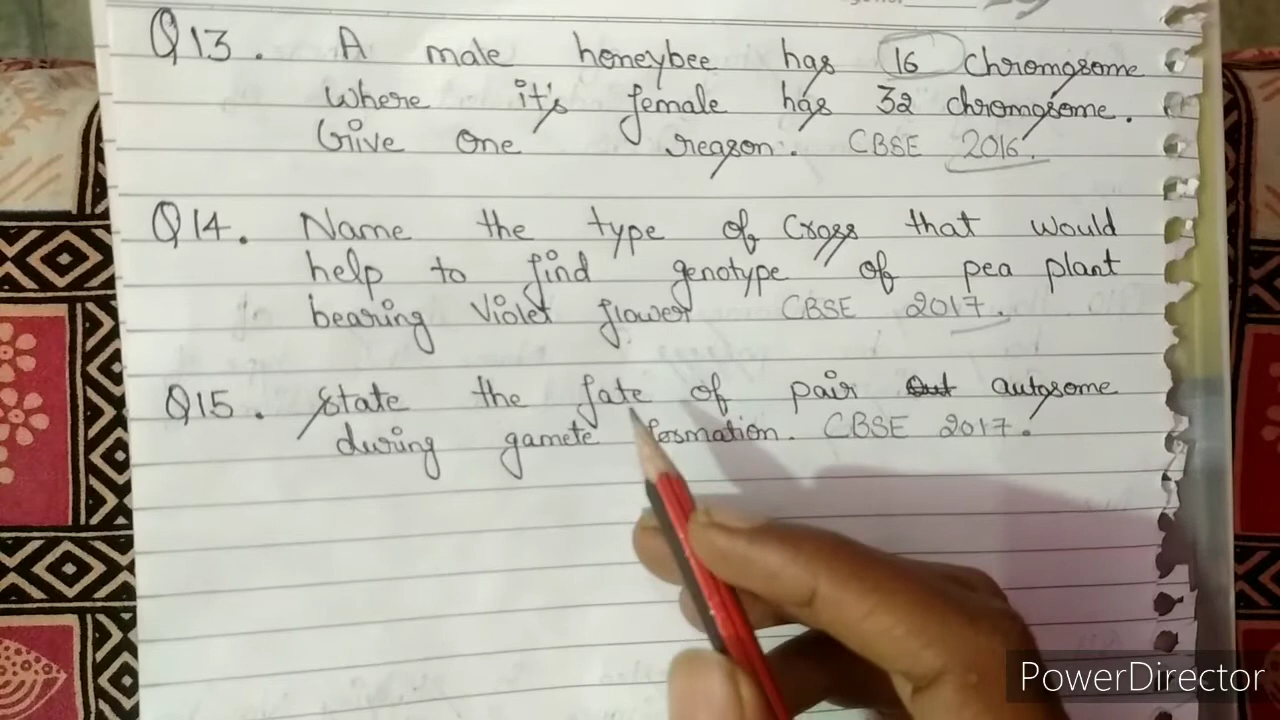 Q13. A male honeybee has 16 chromosome
where it's female has 32 chromosome.
Give one reason. CBSE 2016.
Q14. Name the type of Cross that would
help to find genotype of pea plant
bearing Violet flower CBSE 2017.
Q15. State the fate of pair autosome
during gamete formation. CBSE 2017.
PowerDirector